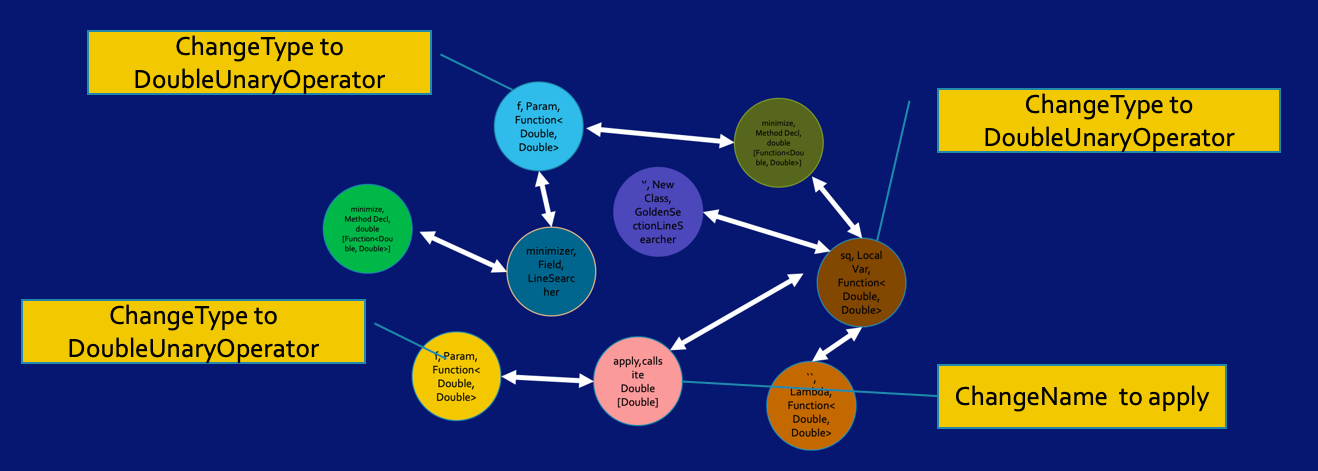 ChangeType to
DoubleUnaryOperator
f, Param,
Function<
Double,
Double>
minimize,
Method Decl,
double
[Function<Dou
ble, Double>]
ChangeType to
DoubleUnaryOperator
minimize,
Method Decl,
double
[Function<Dou
ble, Double>]
minimizer,
Field,
LineSearc
her
'', New
Class,
GoldenSe
ctionLineS
earcher
sq, Local
Var,
Function<
Double,
Double>
ChangeType to
DoubleUnaryOperator
f, Param,
Function<
Double,
Double>
apply,calls
ite
Double
[Double]
``,
Lambda,
Function<
Double,
Double>
ChangeName to apply